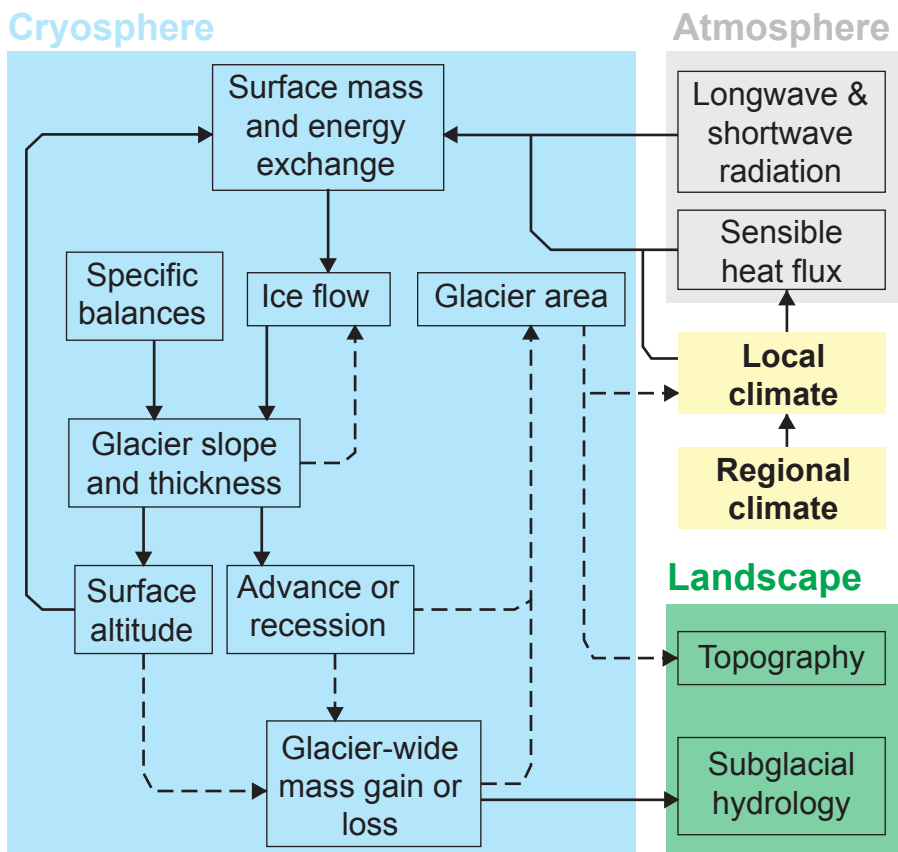 Cryosphere
Atmosphere
Surface mass
and energy
exchange
Longwave &
shortwave
radiation
Sensible
heat flux
Specific
balances
Ice flow
Glacier area
Local
climate
Glacier slope
and thickness
Regional
climate
Landscape
Surface
altitude
Advance or
recession
Topography
Glacier-wide
mass gain or
loss
Subglacial
hydrology